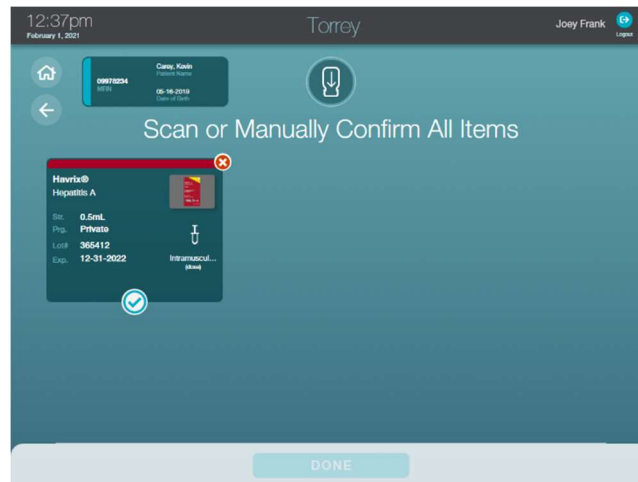 12:37pm
Torrey
Joey Frank
February 1, 2021
Logout
Carey, Kevin
Patient Name
09978234
MRN
05-16-2019
Date of Birth
Scan or Manually Confirm All Items
Havrix®
Hepatitis A
Str. 0.5mL
Prg. Private
Lot# 365412
Exp. 12-31-2022
Intramuscul...
(dose)
DONE